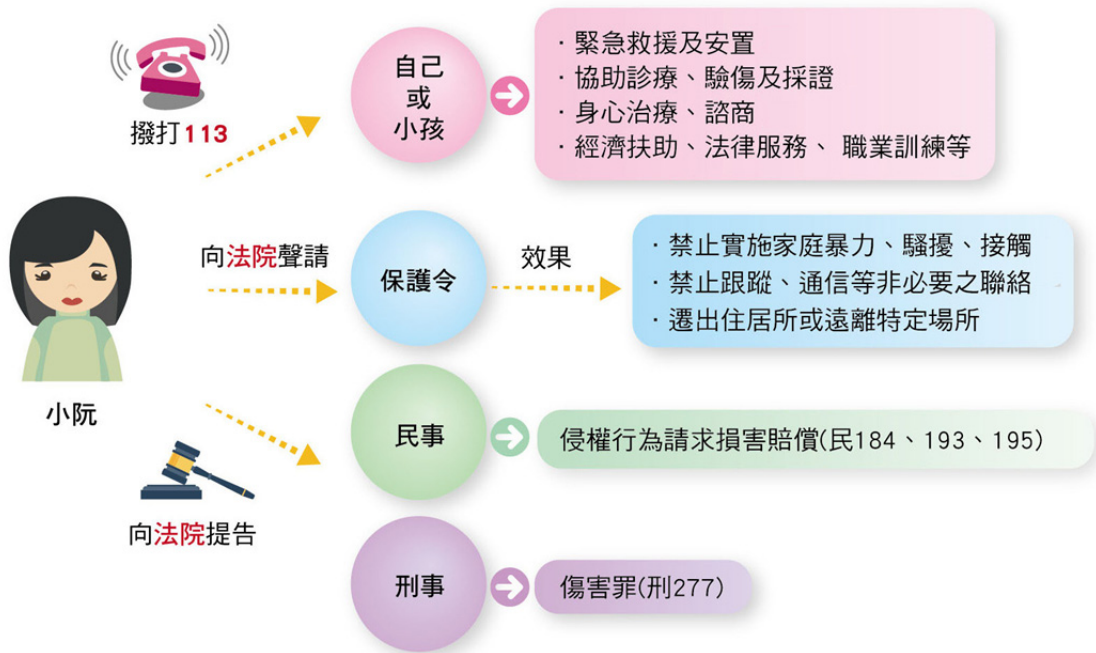 撥打113
自己
或
小孩
· 緊急救援及安置
· 協助診療、驗傷及採證
· 身心治療、諮商
· 經濟扶助、法律服務、 職業訓練等
小阮
向法院聲請
保護令
效果
· 禁止實施家庭暴力、騷擾、接觸
· 禁止跟蹤、通信等非必要之聯絡
· 遷出住居所或遠離特定場所
向法院提告
民事
侵權行為請求損害賠償(民184、193、195)
刑事
傷害罪(刑277)